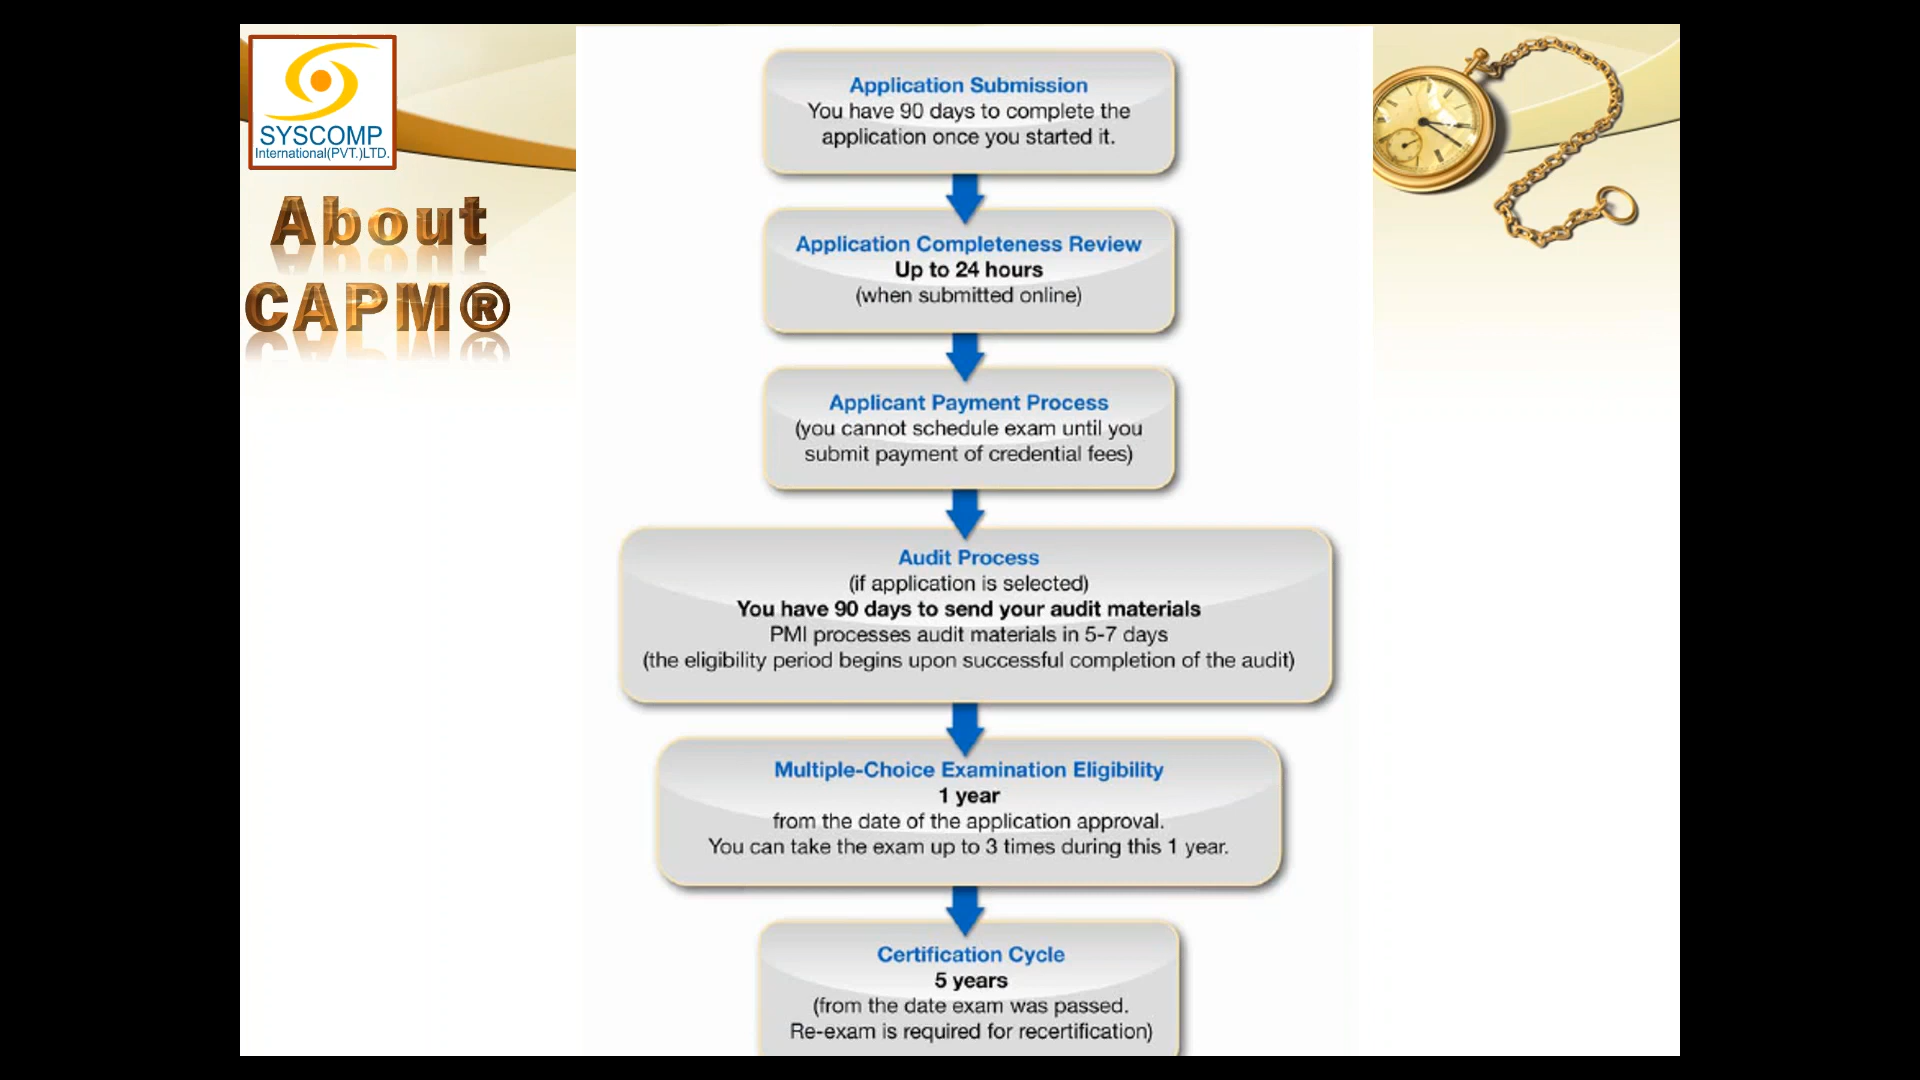 SYSCOMP
International(PVT.)LTD.
About
CAPM®
Application Submission
You have 90 days to complete the
application once you started it.
Application Completeness Review
Up to 24 hours
(when submitted online)
Applicant Payment Process
(you cannot schedule exam until you
submit payment of credential fees)
Audit Process
(if application is selected)
You have 90 days to send your audit materials
PMI processes audit materials in 5-7 days
(the eligibility period begins upon successful completion of the audit)
Multiple-Choice Examination Eligibility
1 year
from the date of the application approval.
You can take the exam up to 3 times during this 1 year.
Certification Cycle
5 years
(from the date exam was passed.
Re-exam is required for recertification)